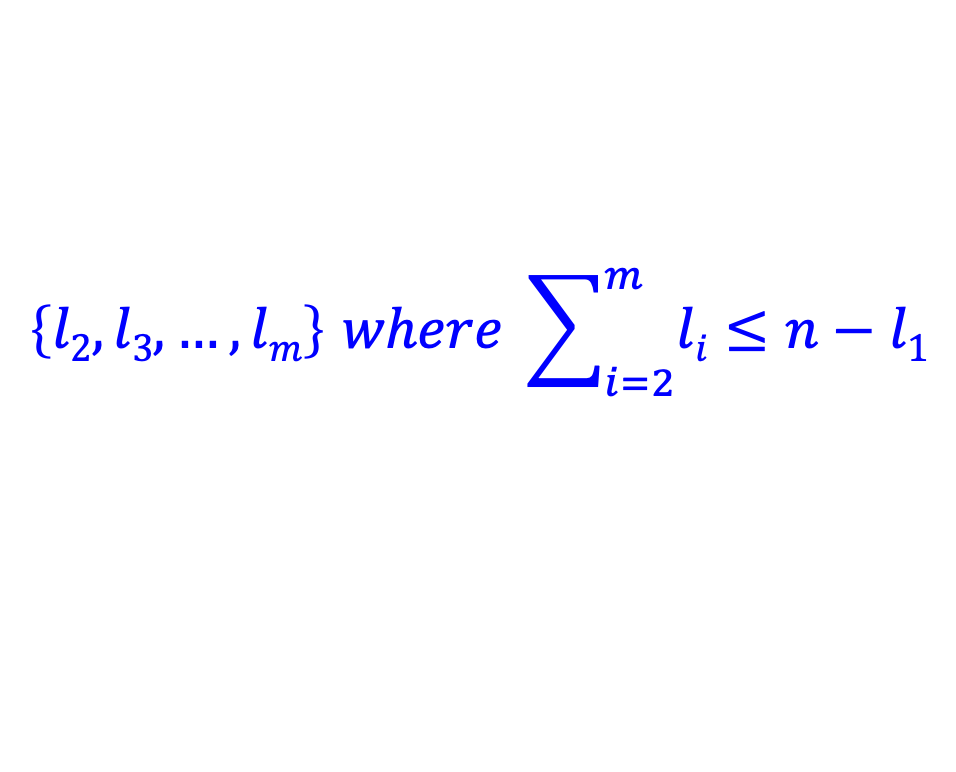 {l₂, l₃, … , lₘ} where ∑ᵢ₌₂ᵐ lᵢ ≤ n − l₁